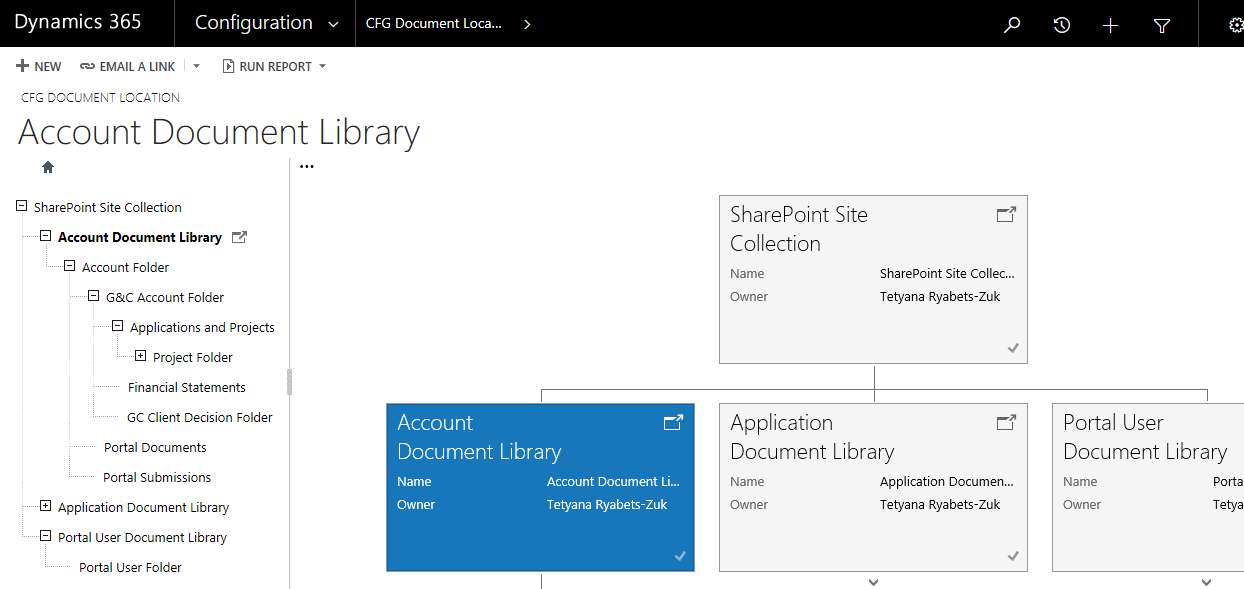 Dynamics 365 Configuration CFG Document Loca...
NEW EMAIL A LINK RUN REPORT
CFG DOCUMENT LOCATION
Account Document Library
SharePoint Site Collection
Account Document Library
Account Folder
G&C Account Folder
Applications and Projects
Project Folder
Financial Statements
GC Client Decision Folder
Portal Documents
Portal Submissions
Application Document Library
Portal User Document Library
Portal User Folder
...
SharePoint Site
Collection
Name SharePoint Site Collec...
Owner Tetyana Ryabets-Zuk
Account
Document Library
Name Account Document Li...
Owner Tetyana Ryabets-Zuk
Application
Document Library
Name Application Documen...
Owner Tetyana Ryabets-Zuk
Portal User
Document Library
Name Porta
Owner Tetya